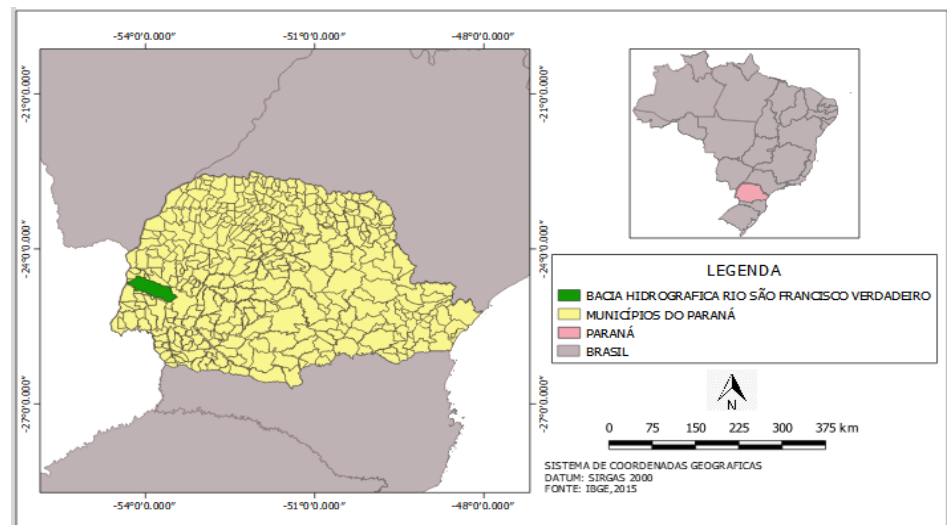 -54°0'0.000"
-51°0'0.000"
-48°0'0.000"
-21°0'0.000"
-21°0'0.000"
-24°0'0.000"
-24°0'0.000"
-27°0'0.000"
-27°0'0.000"
-54°0'0.000"
-51°0'0.000"
-48°0'0.000"
LEGENDA
BACIA HIDROGRAFICA RIO SÃO FRANCISCO VERDADEIRO
MUNICÍPIOS DO PARANÁ
PARANÁ
BRASIL
N
0 75 150 225 300 375 km
SISTEMA DE COORDENADAS GEOGRAFICAS
DATUM: SIRGAS 2000
FONTE: IBGE,2015